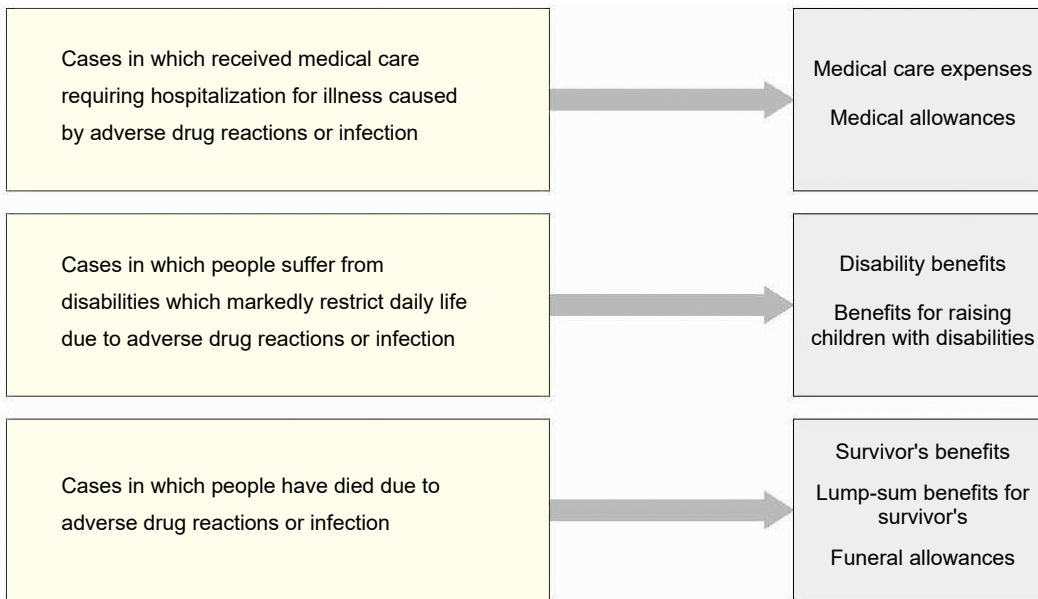 Cases in which received medical care
requiring hospitalization for illness caused
by adverse drug reactions or infection
Medical care expenses
Medical allowances
Cases in which people suffer from
disabilities which markedly restrict daily life
due to adverse drug reactions or infection
Disability benefits
Benefits for raising
children with disabilities
Cases in which people have died due to
adverse drug reactions or infection
Survivor's benefits
Lump-sum benefits for
survivor's
Funeral allowances